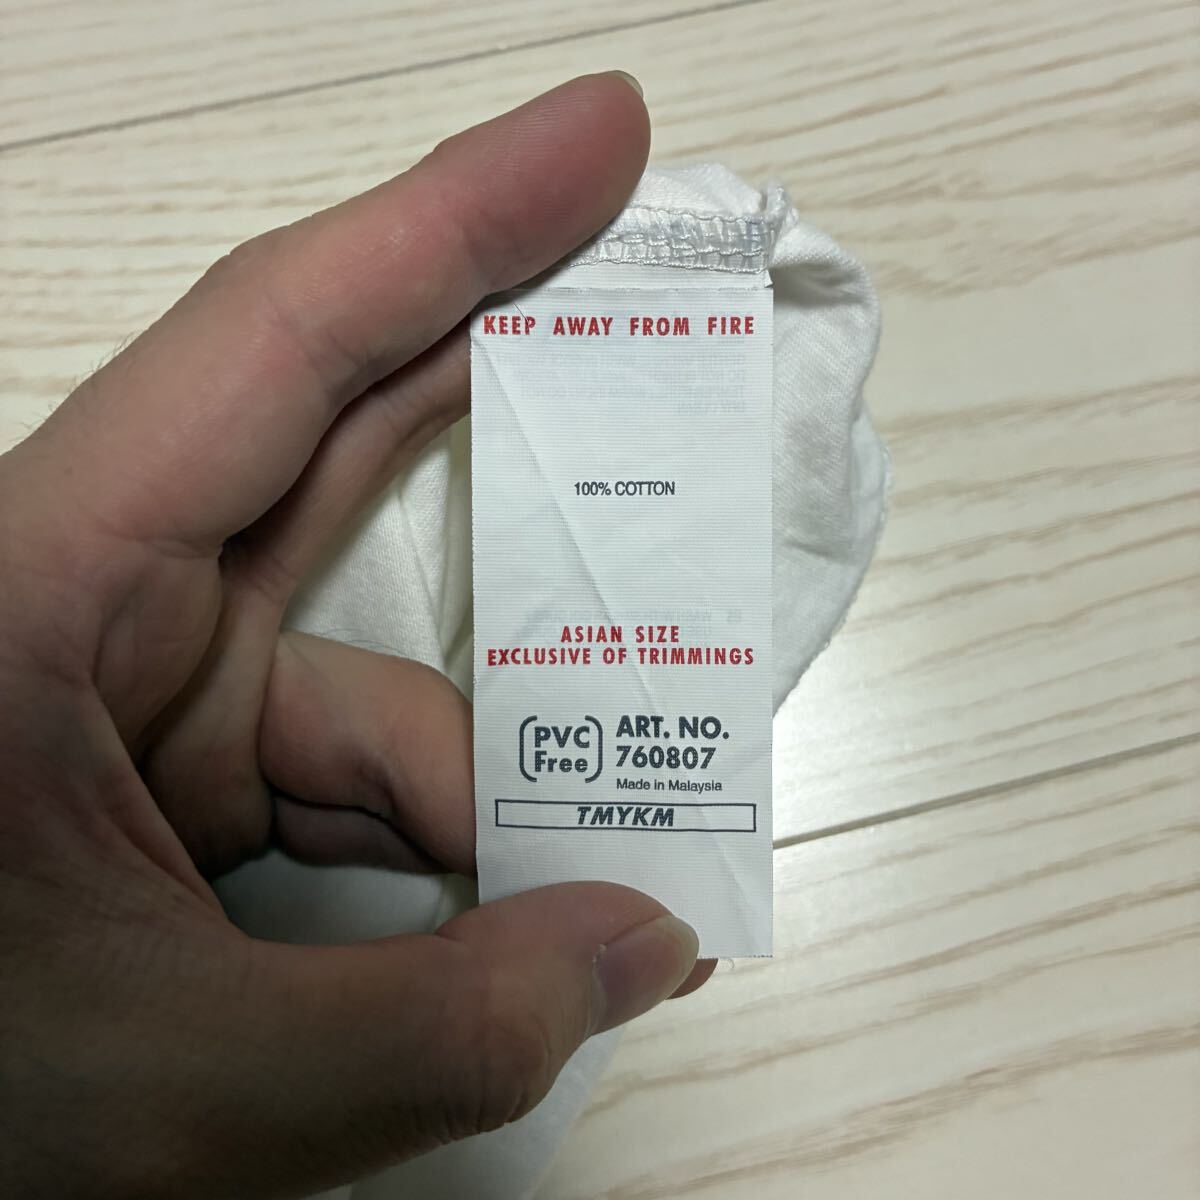 KEEP AWAY FROM FIRE
100% COTTON
ASIAN SIZE
EXCLUSIVE OF TRIMMINGS
PVC
Free
ART. NO.
760807
Made in Malaysia
TMYKM